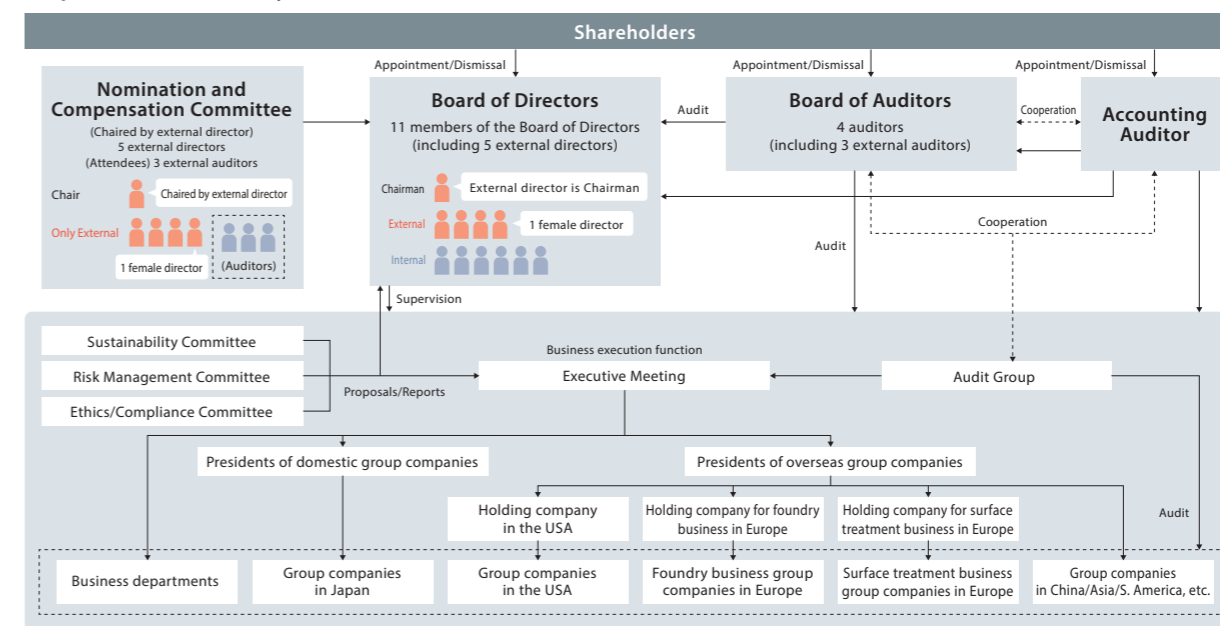 Shareholders
Appointment/Dismissal
Appointment/Dismissal
Appointment/Dismissal
Nomination and
Compensation Committee
(Chaired by external director)
5 external directors
(Attendees) 3 external auditors
Chair
Chaired by external director
Only External
1 female director
(Auditors)
Board of Directors
11 members of the Board of Directors
(including 5 external directors)
Chairman
External director is Chairman
External
1 female director
Internal
Audit
Board of Auditors
4 auditors
(including 3 external auditors)
Cooperation
Accounting
Auditor
Cooperation
Audit
Supervision
Sustainability Committee
Risk Management Committee
Ethics/Compliance Committee
Proposals/Reports
Business execution function
Executive Meeting
Audit Group
Presidents of domestic group companies
Presidents of overseas group companies
Holding company
in the USA
Holding company for foundry
business in Europe
Holding company for surface
treatment business in Europe
Audit
Business departments
Group companies
in Japan
Group companies
in the USA
Foundry business group
companies in Europe
Surface treatment business
group companies in Europe
Group companies
in China/Asia/S. America, etc.